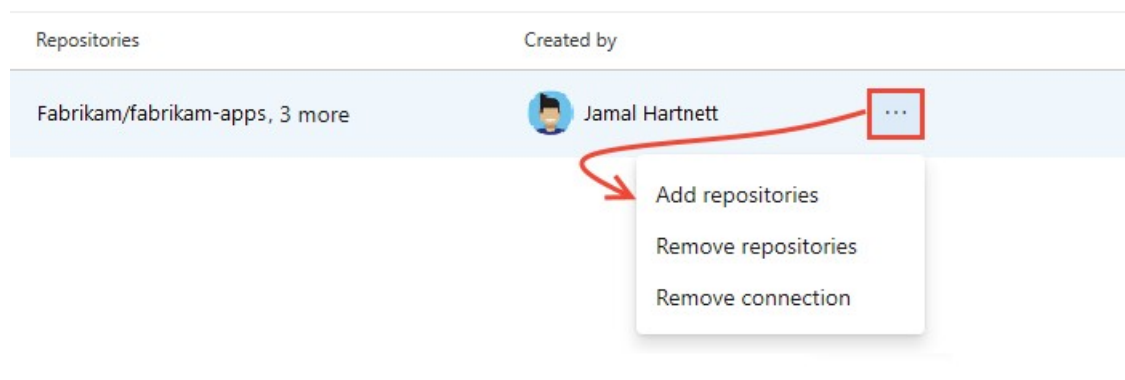 Repositories Created by
Fabrikam/fabrikam-apps, 3 more Jamal Hartnett ...
Add repositories
Remove repositories
Remove connection